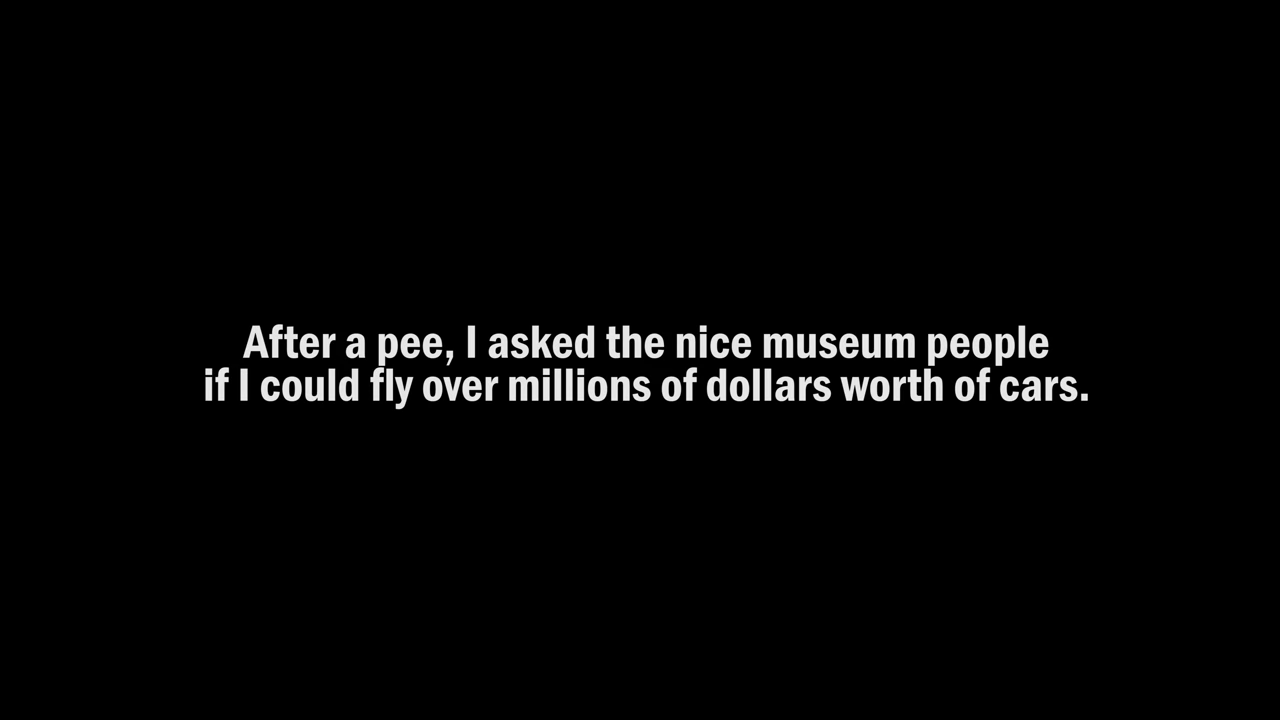 After a pee, I asked the nice museum people
if I could fly over millions of dollars worth of cars.